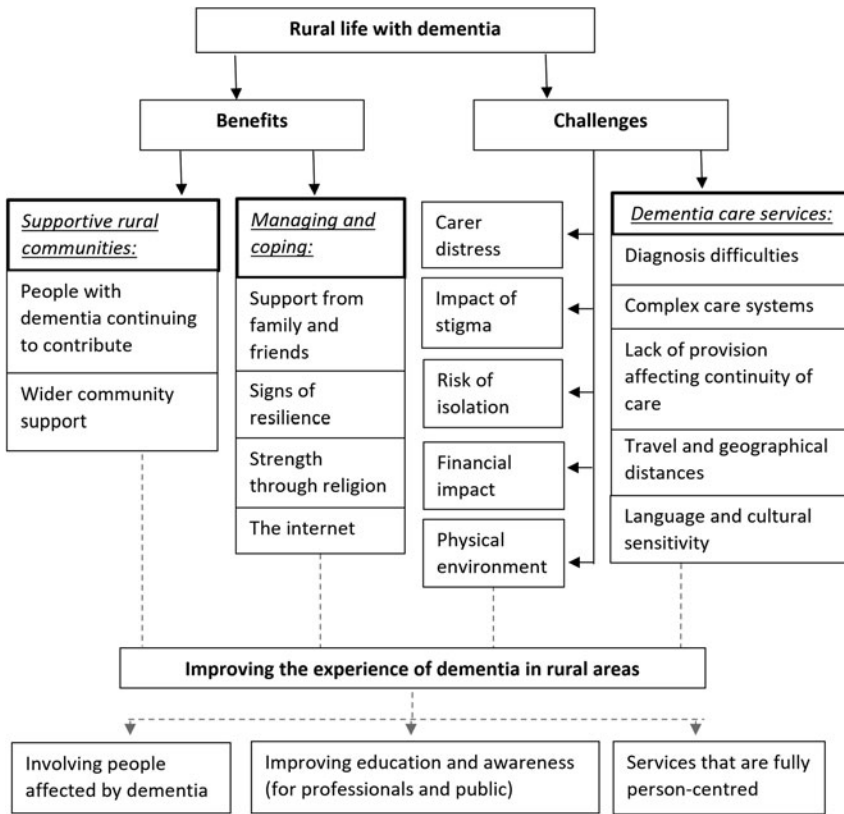 Rural life with dementia
Benefits
Challenges
Supportive rural
communities:
People with
dementia continuing
to contribute
Wider community
support
Managing and
coping:
Support from
family and
friends
Signs of
resilience
Strength
through religion
The internet
Carer
distress
Impact of
stigma
Risk of
isolation
Financial
impact
Physical
environment
Dementia care services:
Diagnosis difficulties
Complex care systems
Lack of provision
affecting continuity of
care
Travel and geographical
distances
Language and cultural
sensitivity
Improving the experience of dementia in rural areas
Involving people
affected by dementia
Improving education and awareness
(for professionals and public)
Services that are fully
person-centred